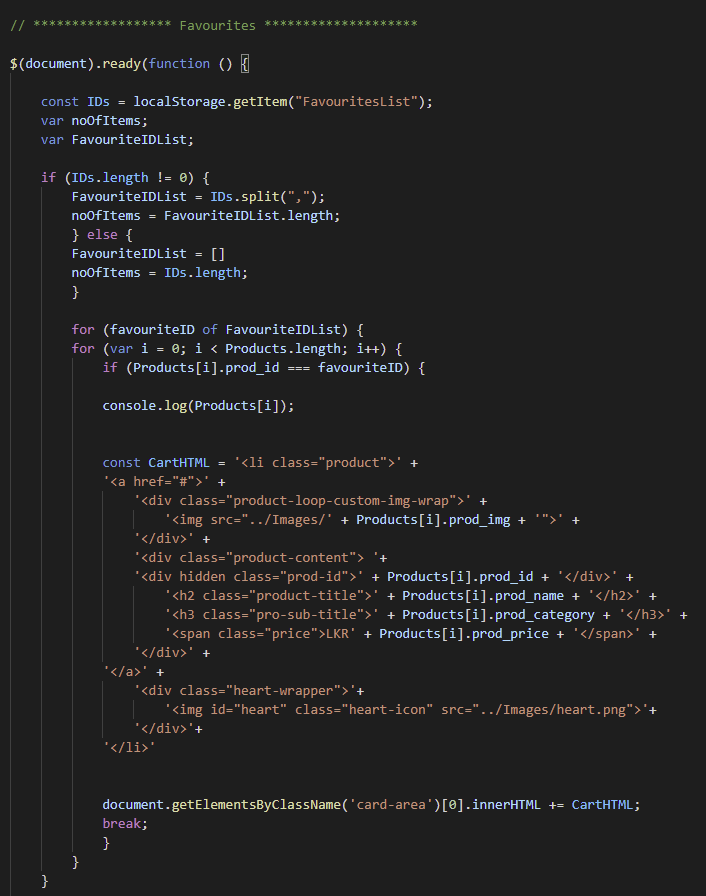 // ****************** Favourites ********************
$(document).ready(function () {
const IDs = localStorage.getItem("FavouritesList");
var noOfItems;
var FavouriteIDList;
if (IDs.length != 0) {
FavouriteIDList = IDs.split(",");
noOfItems = FavouriteIDList.length;
} else {
FavouriteIDList = []
noOfItems = IDs.length;
}
for (favouriteID of FavouriteIDList) {
for (var i = 0; i < Products.length; i++) {
if (Products[i].prod_id === favouriteID) {
console.log(Products[i]);
const CartHTML = '<li class="product">' +
'<a href="#">' +
'<div class="product-loop-custom-img-wrap">' +
'<img src="../Images/' + Products[i].prod_img + '">' +
'</div>' +
'<div class="product-content"> '+
'<div hidden class="prod-id">' + Products[i].prod_id + '</div>' +
'<h2 class="product-title">' + Products[i].prod_name + '</h2>' +
'<h3 class="pro-sub-title">' + Products[i].prod_category + '</h3>' +
'<span class="price">LKR' + Products[i].prod_price + '</span>' +
'</div>' +
'</a>' +
'<div class="heart-wrapper">'+
'<img id="heart" class="heart-icon" src="../Images/heart.png">'+
'</div>'+
'</li>'
document.getElementsByClassName('card-area')[0].innerHTML += CartHTML;
break;
}
}
}